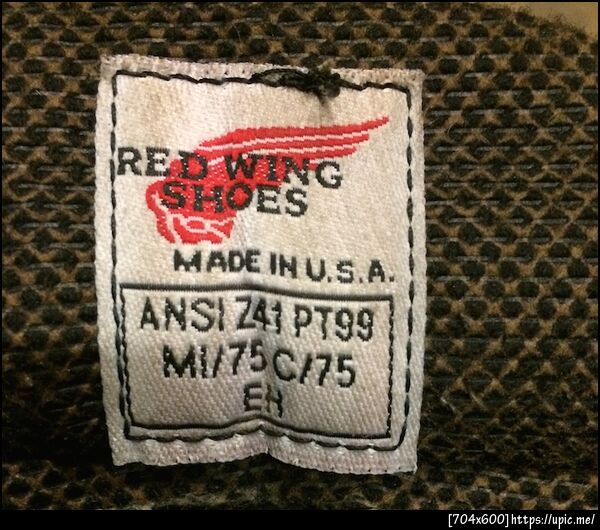 RED WING
SHOES
MADE IN U.S.A.
ANSI Z41 PT99
MI/75 C/75
EH
[704x600]https://upic.me/